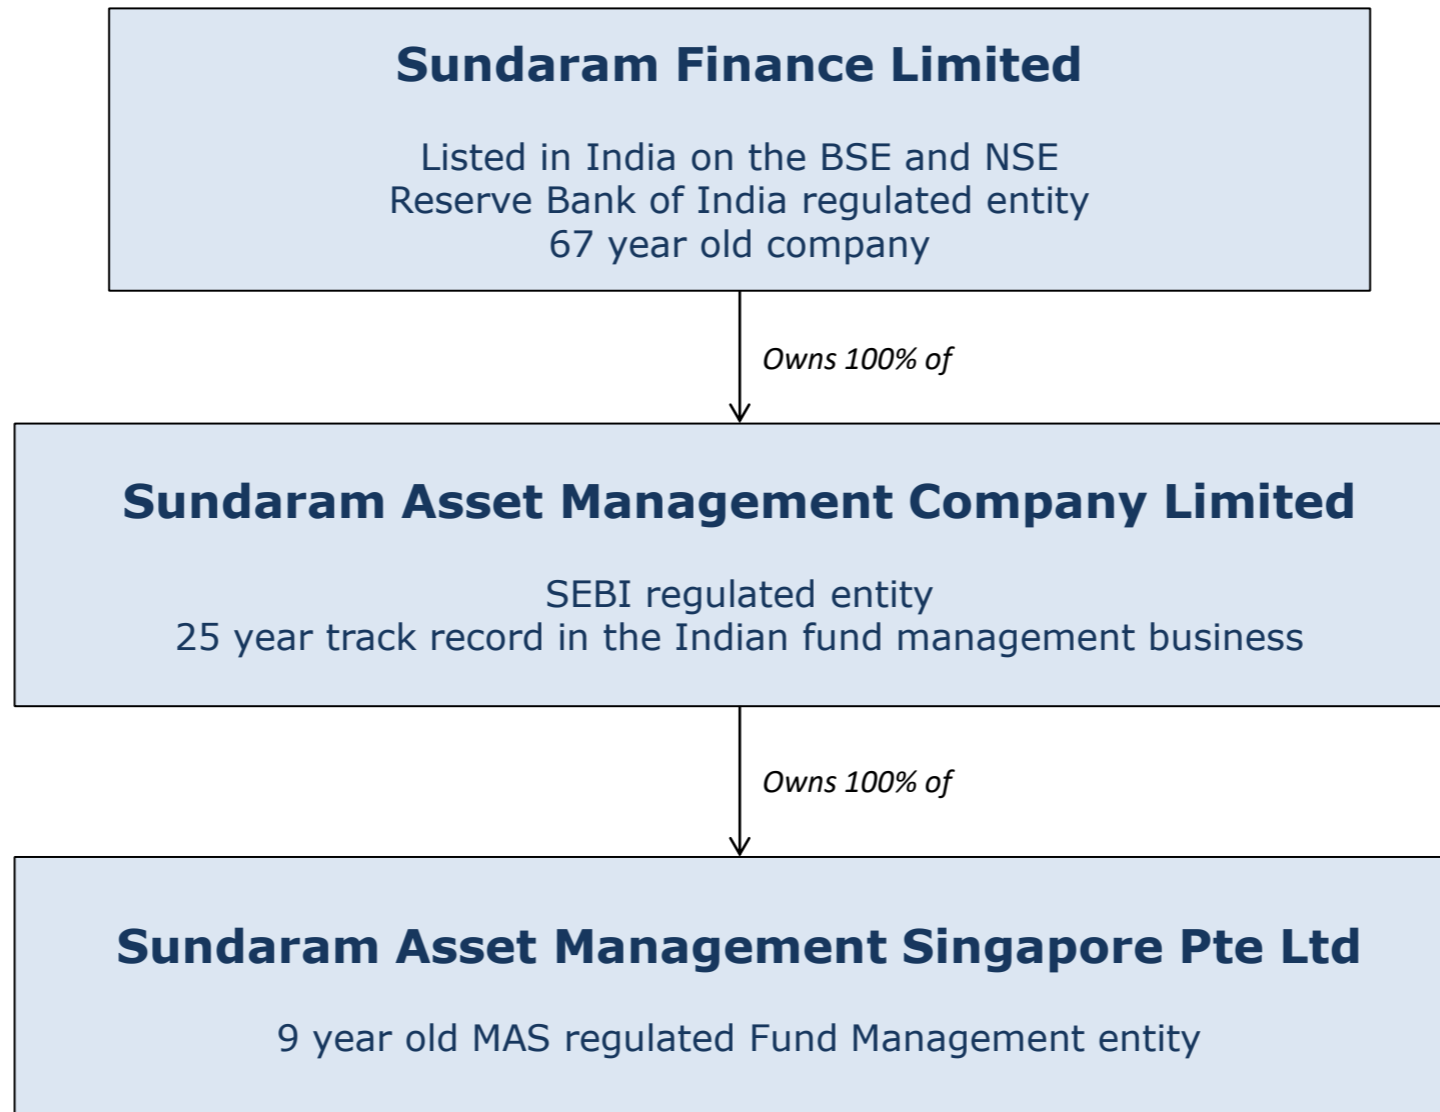 Sundaram Finance Limited
Listed in India on the BSE and NSE
Reserve Bank of India regulated entity
67 year old company
Owns 100% of
Sundaram Asset Management Company Limited
SEBI regulated entity
25 year track record in the Indian fund management business
Owns 100% of
Sundaram Asset Management Singapore Pte Ltd
9 year old MAS regulated Fund Management entity